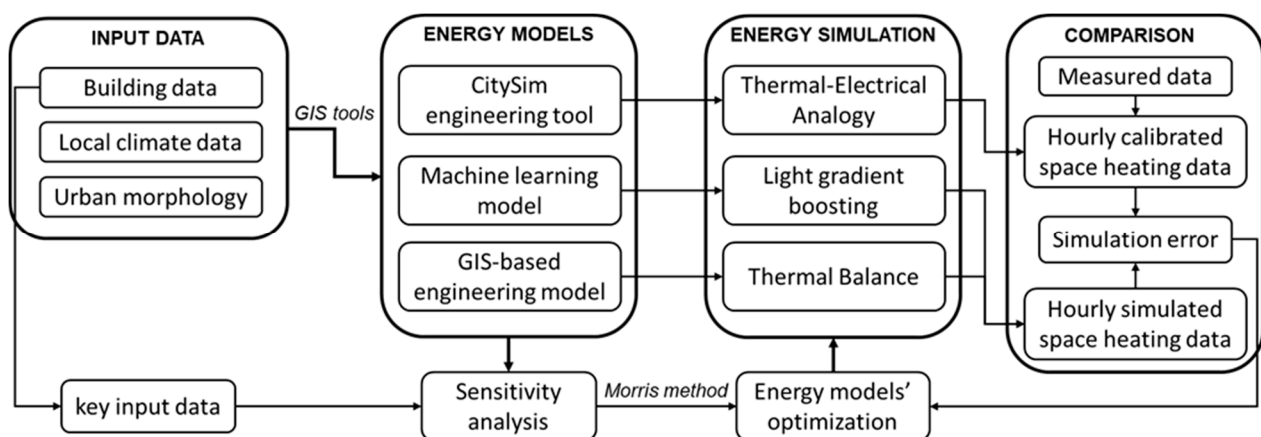 INPUT DATA
Building data
Local climate data
Urban morphology
GIS tools
ENERGY MODELS
CitySim
engineering tool
Machine learning
model
GIS-based
engineering model
ENERGY SIMULATION
Thermal-Electrical
Analogy
Light gradient
boosting
Thermal Balance
COMPARISON
Measured data
Hourly calibrated
space heating data
Simulation error
Hourly simulated
space heating data
key input data
Sensitivity
analysis
Morris method
Energy models'
optimization